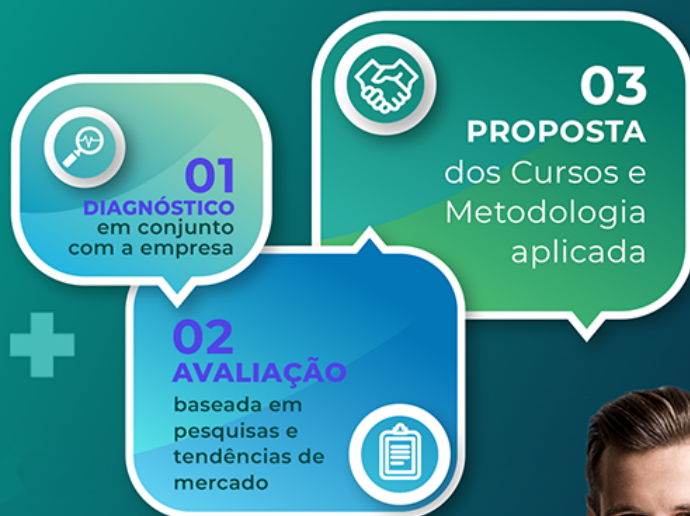 01
DIAGNÓSTICO
em conjunto
com a empresa
02
AVALIAÇÃO
baseada em
pesquisas e
tendências de
mercado
03
PROPOSTA
dos Cursos e
Metodologia
aplicada